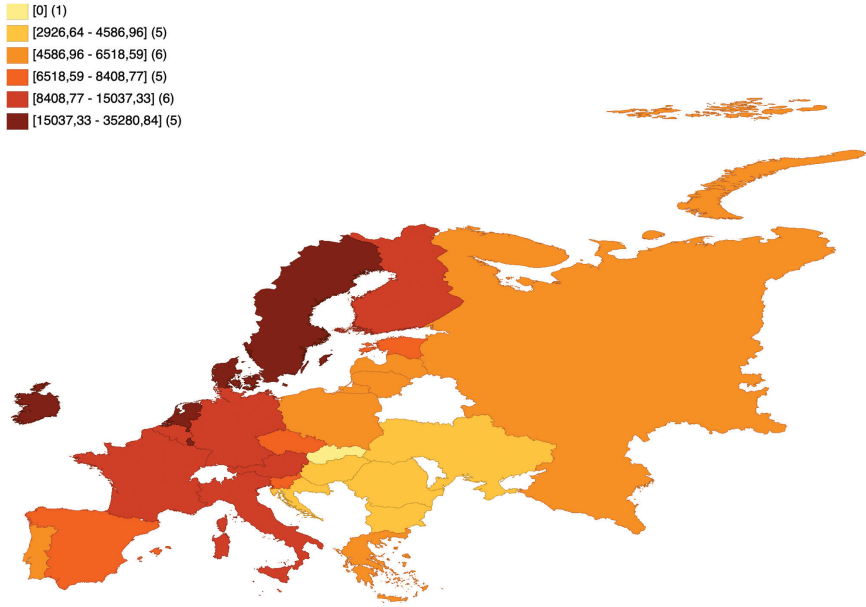 [0] (1)
[2926,64 - 4586,96] (5)
[4586,96 - 6518,59] (6)
[6518,59 - 8408,77] (5)
[8408,77 - 15037,33] (6)
[15037,33 - 35280,84] (5)